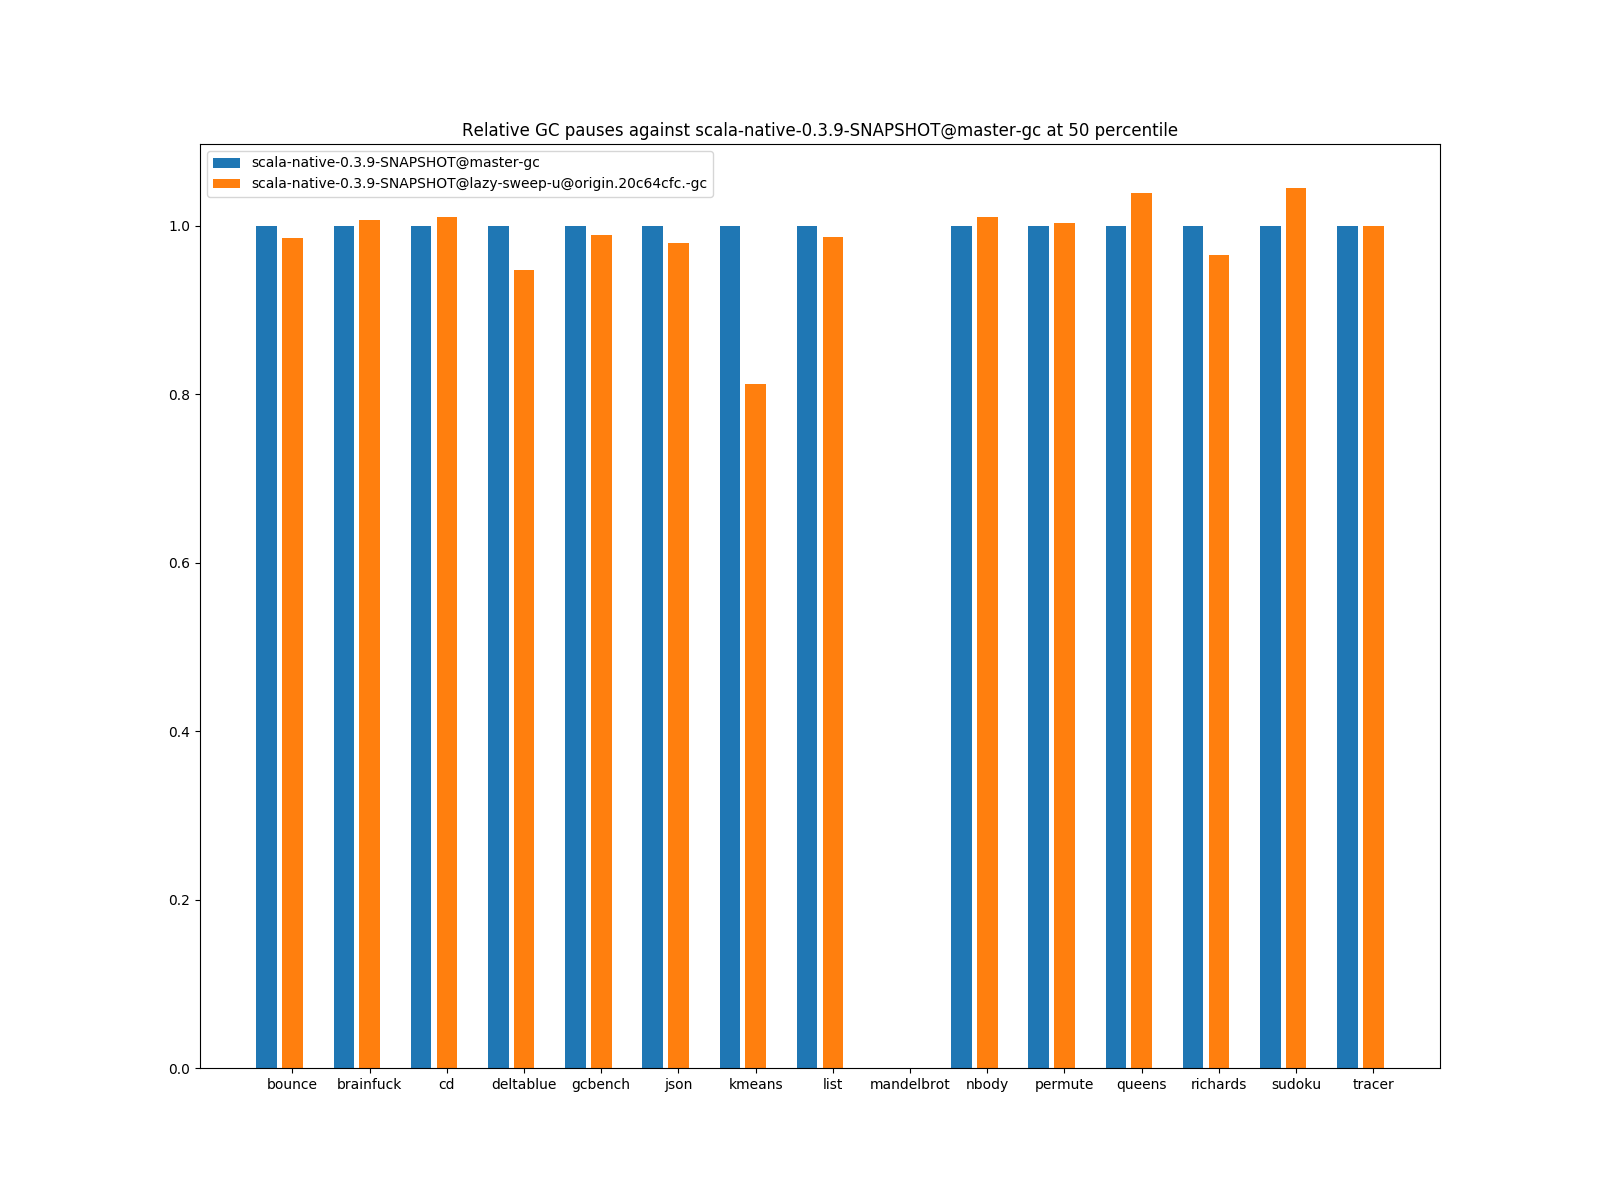 Relative GC pauses against scala-native-0.3.9-SNAPSHOT@master-gc at 50 percentile
scala-native-0.3.9-SNAPSHOT@master-gc
scala-native-0.3.9-SNAPSHOT@lazy-sweep-u@origin.20c64cfc.-gc
1.0
0.8
0.6
0.4
0.2
0.0
bounce brainfuck cd deltablue gcbench json kmeans list mandelbrot nbody permute queens richards sudoku tracer